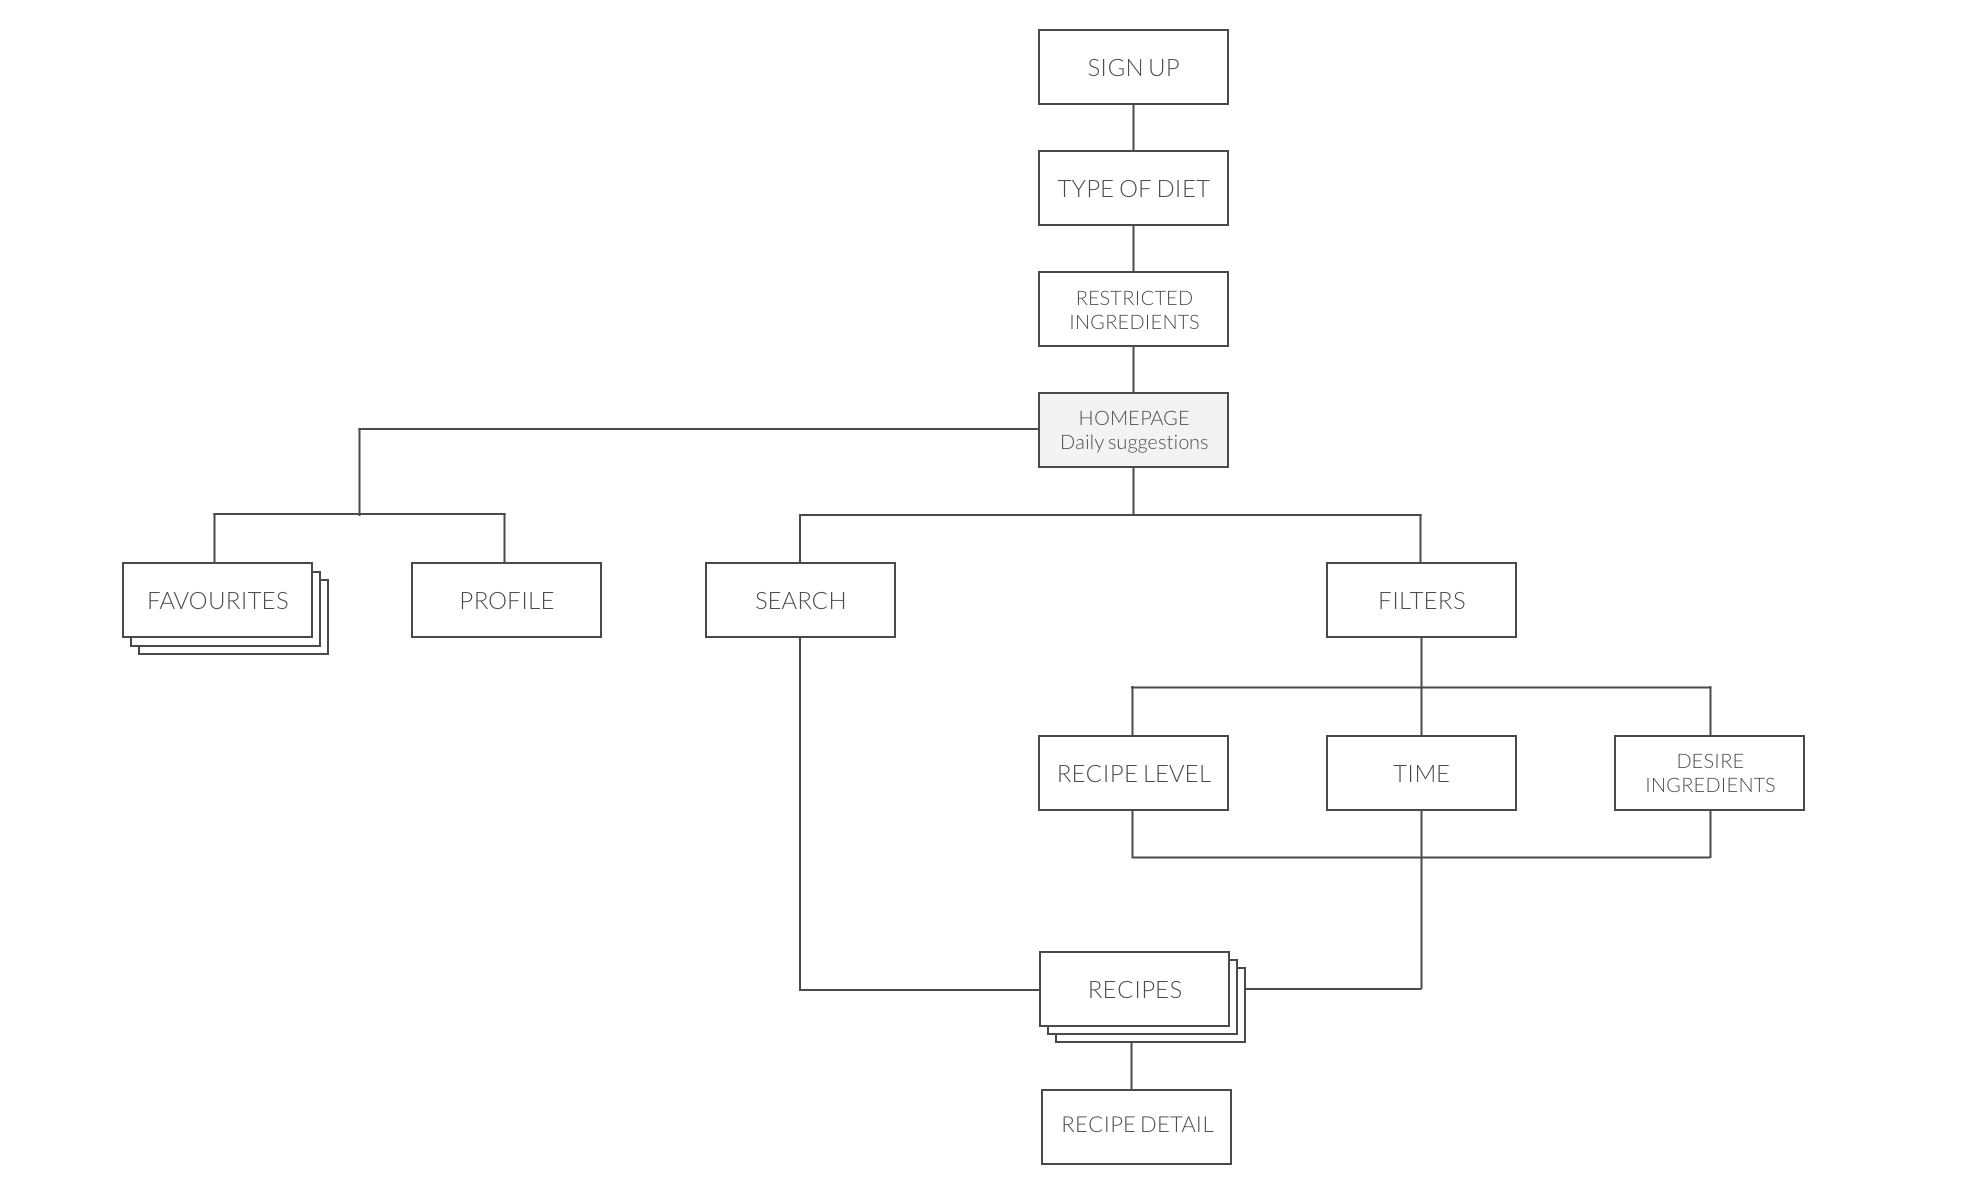 SIGN UP
TYPE OF DIET
RESTRICTED
INGREDIENTS
HOMEPAGE
Daily suggestions
FAVOURITES
PROFILE
SEARCH
FILTERS
RECIPE LEVEL
TIME
DESIRE
INGREDIENTS
RECIPES
RECIPE DETAIL